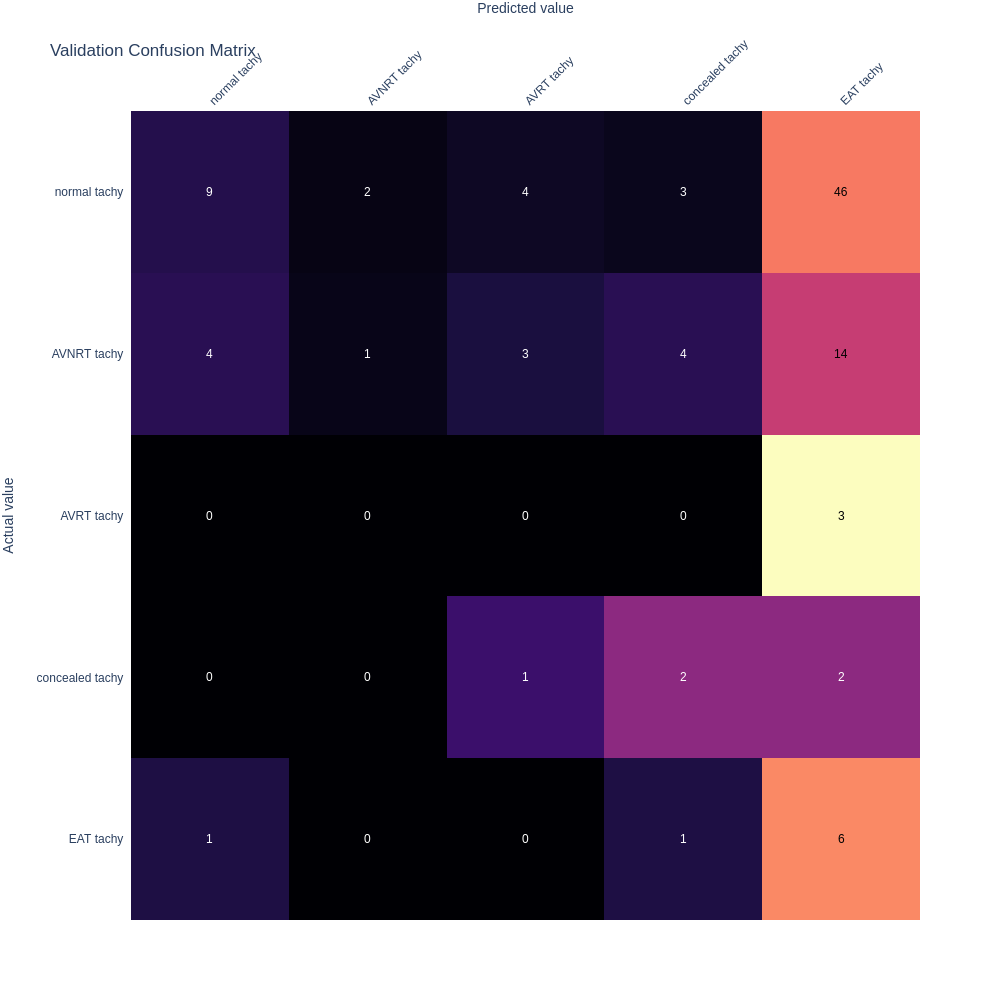 Predicted value
Validation Confusion Matrix
normal tachy AVNRT tachy AVRT tachy concealed tachy EAT tachy
normal tachy 9 2 4 3 46
AVNRT tachy 4 1 3 4 14
AVRT tachy 0 0 0 0 3
concealed tachy 0 0 1 2 2
EAT tachy 1 0 0 1 6
Actual value